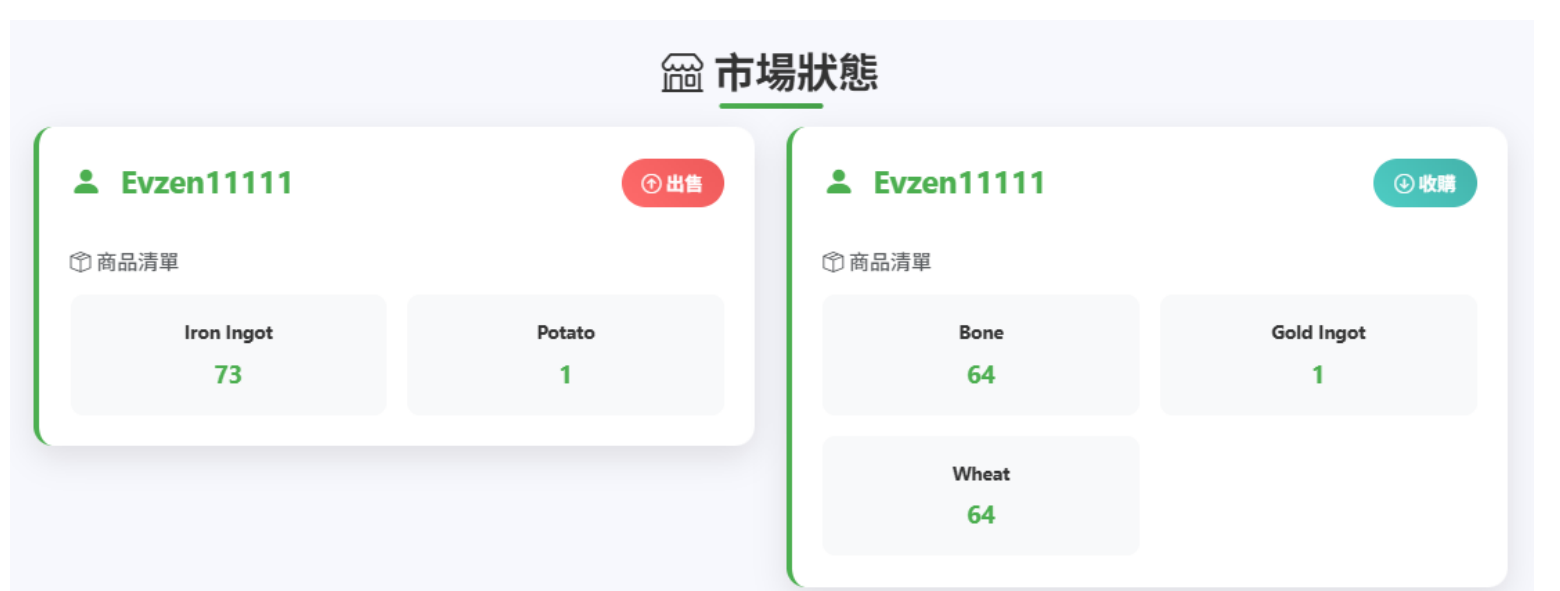 市場狀態
Evzen11111
出售
商品清單
Iron Ingot
73
Potato
1
Evzen11111
收購
商品清單
Bone
64
Gold Ingot
1
Wheat
64